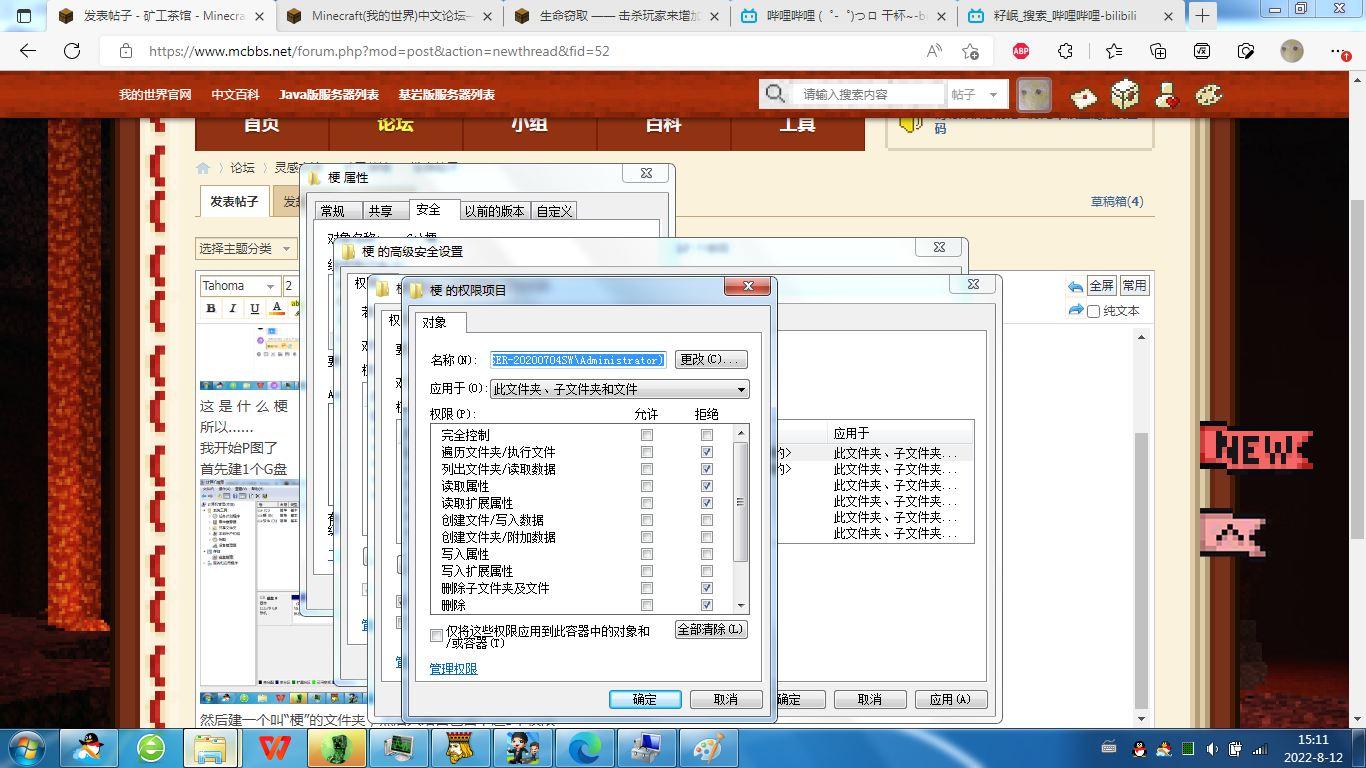 发表帖子 - 矿工茶馆 - Minecra
Minecraft(我的世界)中文论坛—
生命窃取 —— 击杀玩家来增加
哔哩哔哩 (゜-゜)つロ 干杯~-bi
籽岷_搜索_哔哩哔哩-bilibili
https://www.mcbbs.net/forum.php?mod=post&action=newthread&fid=52
ABP
我的世界官网
中文百科
Java版服务器列表
基岩版服务器列表
请输入搜索内容
帖子
首页
论坛
小组
百科
工具
码
论坛
发表帖子
草稿箱(4)
选择主题分类
Tahoma
2
B I U A
全屏
常用
纯文本
梗 属性
常规
共享
安全
以前的版本
自定义
梗 的高级安全设置
梗 的权限项目
对象
名称(N):
SER-20200704SW\Administrator)
更改(C)...
应用于(O):
此文件夹、子文件夹和文件
权限(P):
允许
拒绝
完全控制
遍历文件夹/执行文件
列出文件夹/读取数据
读取属性
读取扩展属性
创建文件/写入数据
创建文件夹/附加数据
写入属性
写入扩展属性
删除子文件夹及文件
删除
仅将这些权限应用到此容器中的对象和
/或容器(T)
全部清除(L)
管理权限
确定
取消
应用于
此文件夹、子文件夹...
此文件夹、子文件夹...
此文件夹、子文件夹...
此文件夹、子文件夹...
此文件夹、子文件夹...
此文件夹、子文件夹...
确定
取消
应用(A)
这 是 什 么 梗
所以......
我开始P图了
首先建1个G盘
然后建一个叫“梗”的文件夹
NEW
15:11
2022-8-12